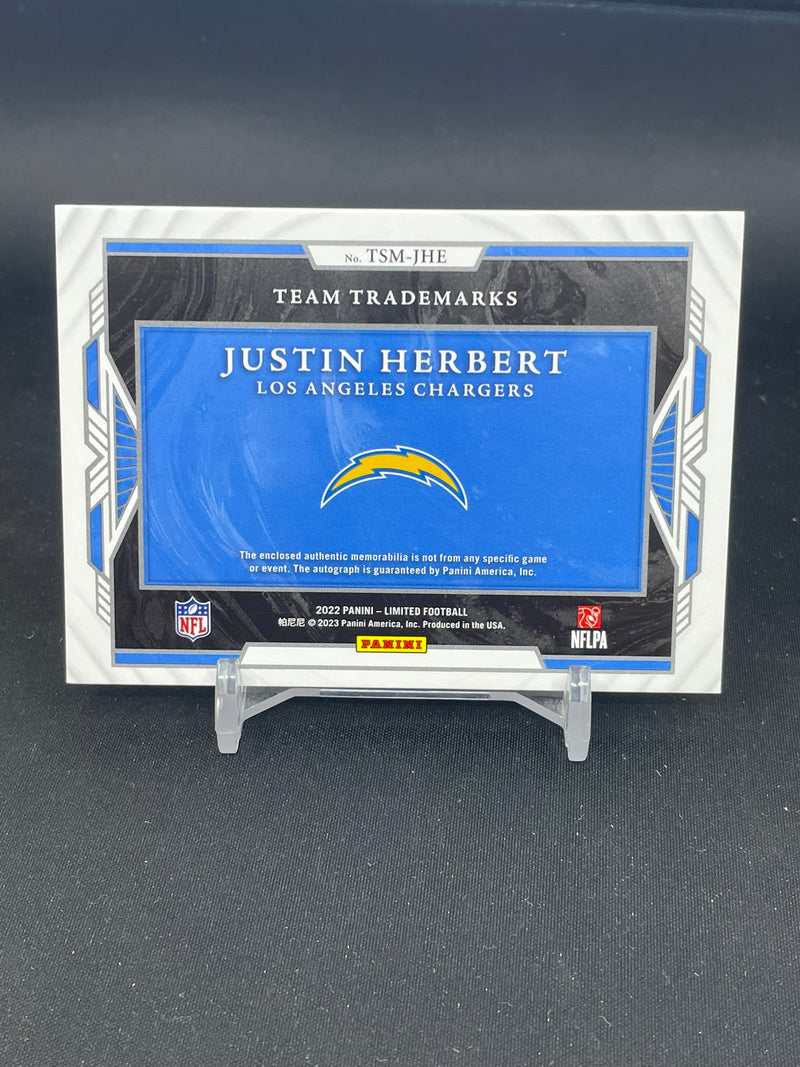 No. TSM-JHE
TEAM TRADEMARKS
JUSTIN HERBERT
LOS ANGELES CHARGERS
The enclosed authentic memorabilia is not from any specific game
or event. The autograph is guaranteed by Panini America, Inc.
2022 PANINI – LIMITED FOOTBALL
帕尼尼 © 2023 Panini America, Inc. Produced in the USA.
NFL
NFLPA
PANINI